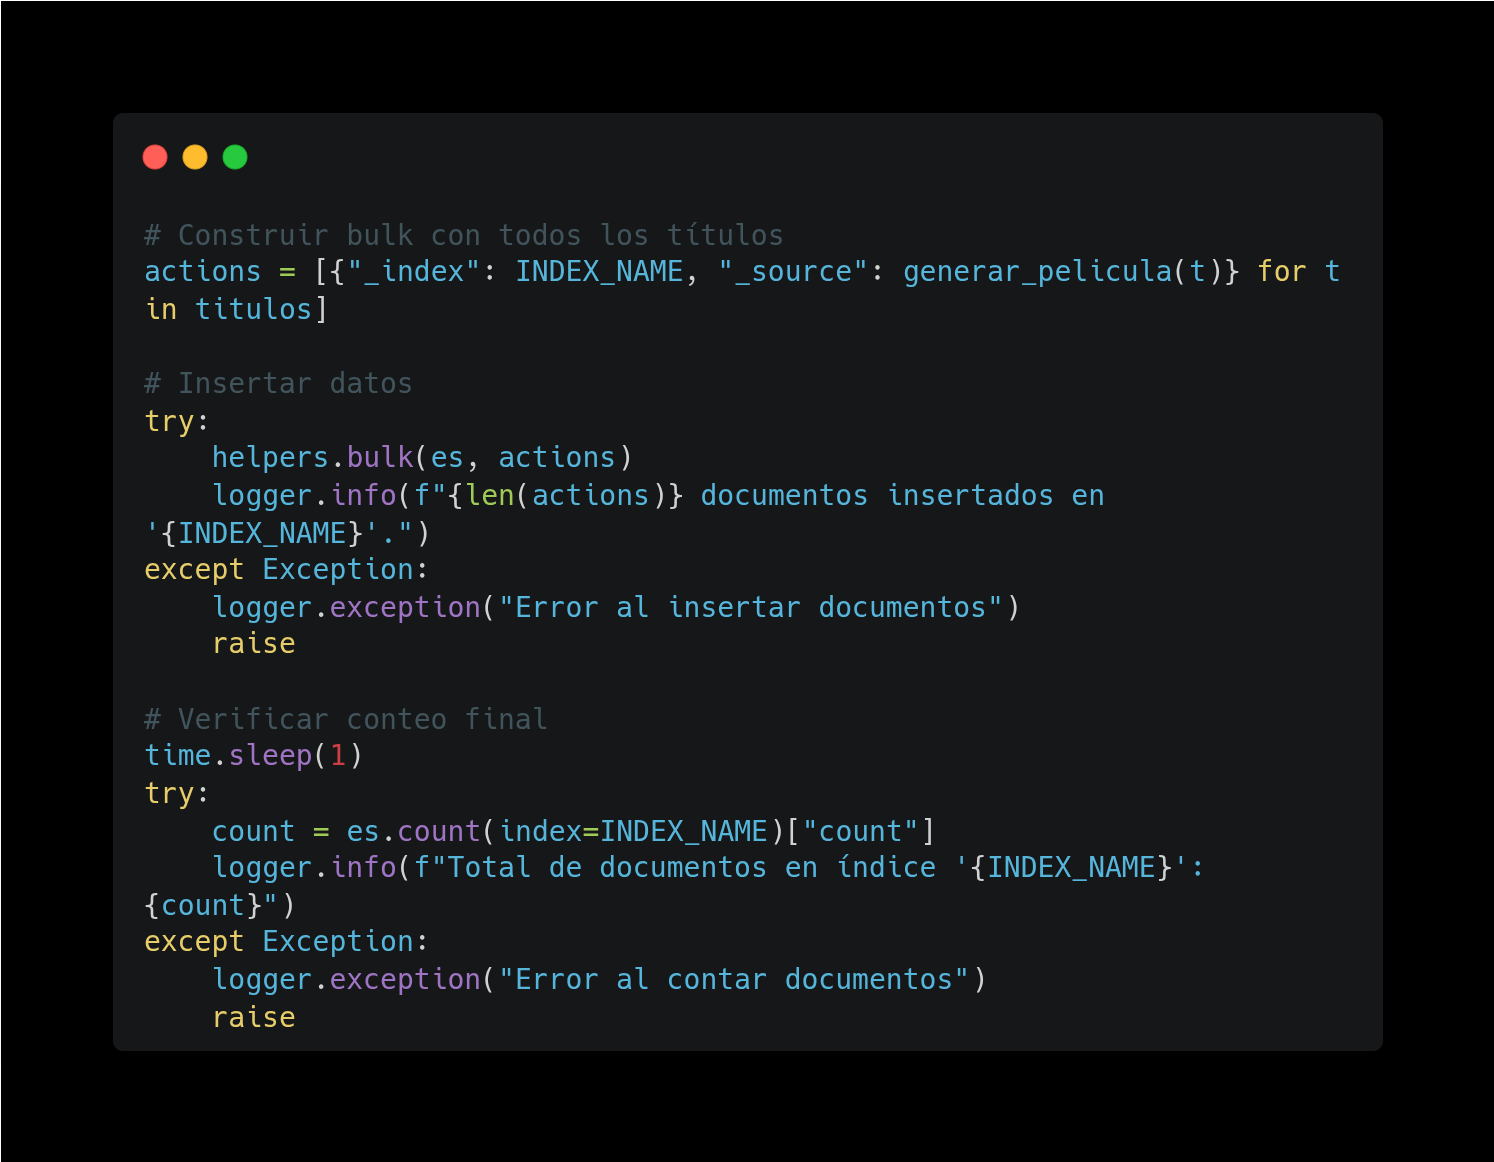 # Construir bulk con todos los títulos
actions = [{"_index": INDEX_NAME, "_source": generar_pelicula(t)} for t
in titulos]

# Insertar datos
try:
    helpers.bulk(es, actions)
    logger.info(f"{len(actions)} documentos insertados en
'{INDEX_NAME}'.")
except Exception:
    logger.exception("Error al insertar documentos")
    raise

# Verificar conteo final
time.sleep(1)
try:
    count = es.count(index=INDEX_NAME)["count"]
    logger.info(f"Total de documentos en índice '{INDEX_NAME}':
{count}")
except Exception:
    logger.exception("Error al contar documentos")
    raise